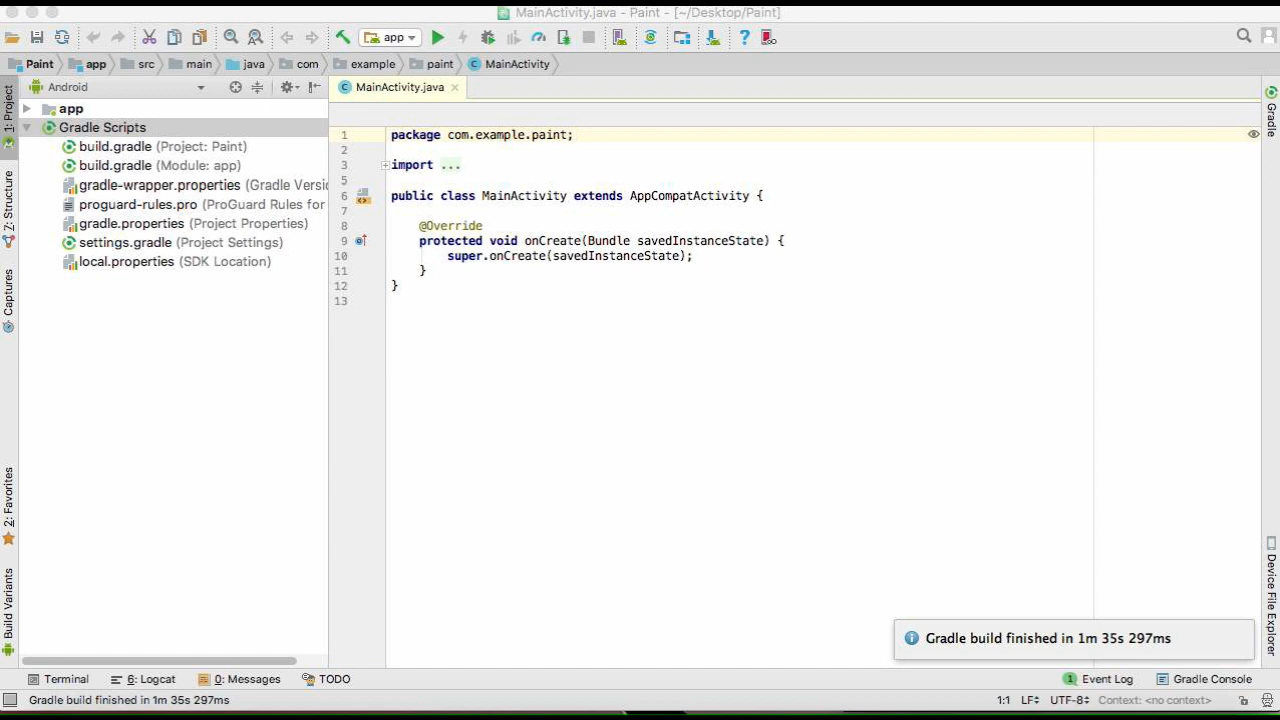 MainActivity.java - Paint - [~/Desktop/Paint]
app
Paint app src main java com example paint MainActivity
Android
MainActivity.java
app
Gradle Scripts
build.gradle (Project: Paint)
build.gradle (Module: app)
gradle-wrapper.properties (Gradle Versio
proguard-rules.pro (ProGuard Rules for
gradle.properties (Project Properties)
settings.gradle (Project Settings)
local.properties (SDK Location)
1: Project
Z: Structure
Captures
2: Favorites
Build Variants
1 package com.example.paint;
2
3 import ...
5
6 public class MainActivity extends AppCompatActivity {
7
8 @Override
9 protected void onCreate(Bundle savedInstanceState) {
10 super.onCreate(savedInstanceState);
11 }
12 }
13
Gradle
Device File Explorer
Gradle build finished in 1m 35s 297ms
Terminal 6: Logcat 0: Messages TODO 1 Event Log Gradle Console
Gradle build finished in 1m 35s 297ms 1:1 LF UTF-8 Context: <no context>